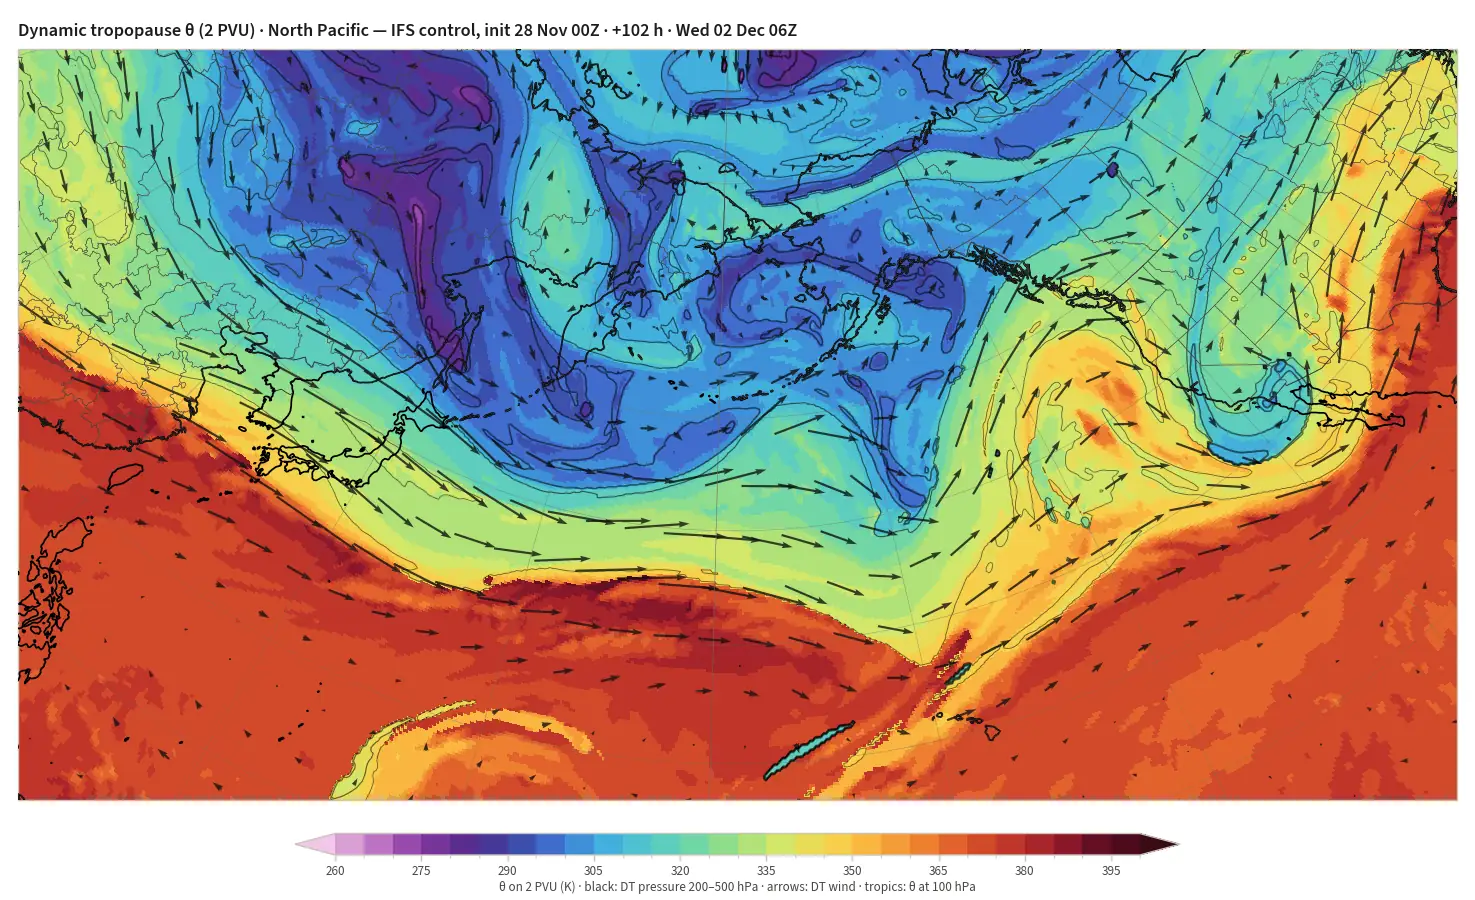 Dynamic tropopause θ (2 PVU) · North Pacific — IFS control, init 28 Nov 00Z · +102 h · Wed 02 Dec 06Z
260 275 290 305 320 335 350 365 380 395
θ on 2 PVU (K) · black: DT pressure 200–500 hPa · arrows: DT wind · tropics: θ at 100 hPa